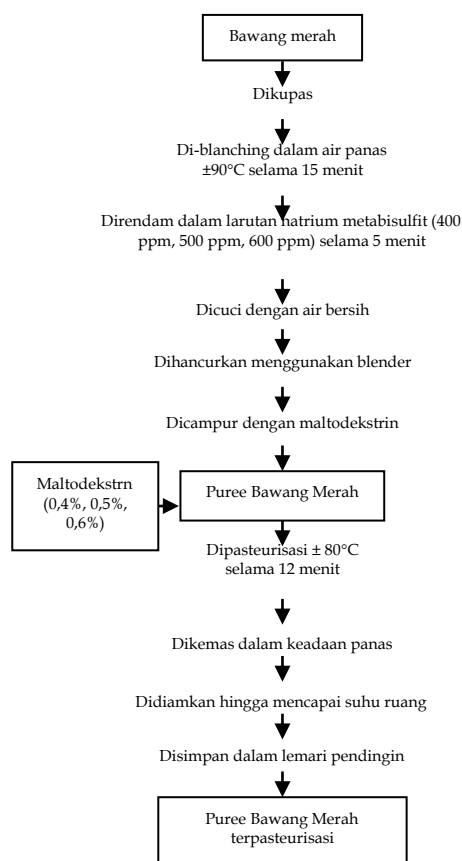 Bawang merah
Dikupas
Di-blanching dalam air panas
±90°C selama 15 menit
Direndam dalam larutan natrium metabisulfit (400
ppm, 500 ppm, 600 ppm) selama 5 menit
Dicuci dengan air bersih
Dihancurkan menggunakan blender
Dicampur dengan maltodekstrin
Maltodekstrn
(0,4%, 0,5%,
0,6%)
Puree Bawang Merah
Dipasteurisasi ± 80°C
selama 12 menit
Dikemas dalam keadaan panas
Didiamkan hingga mencapai suhu ruang
Disimpan dalam lemari pendingin
Puree Bawang Merah
terpasteurisasi